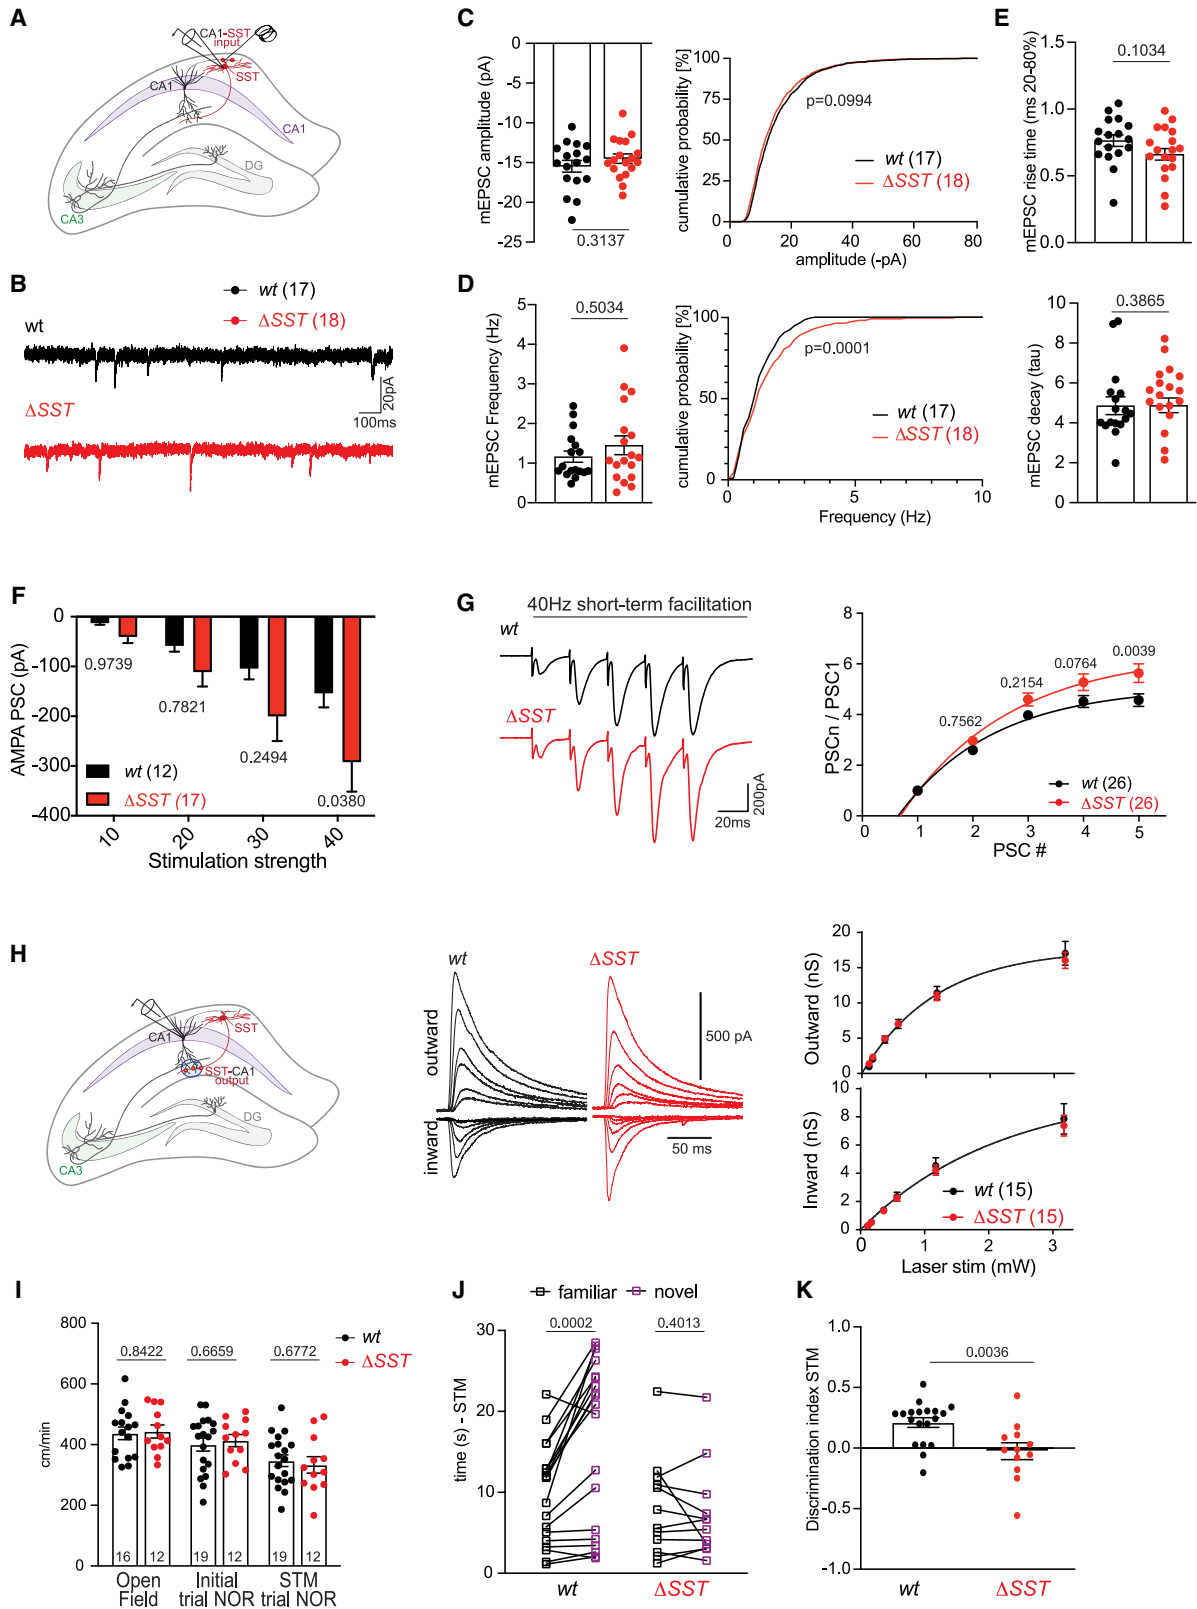 A
CA1-SST
input
SST
CA1
CA1
DG
CA3
B
wt (17)
ΔSST (18)
wt
20pA
100ms
ΔSST
C
0
-5
-10
-15
-20
-25
mEPSC amplitude (pA)
0.3137
100
75
50
25
0
cumulative probability [%]
p=0.0994
wt (17)
ΔSST (18)
0
20
40
60
80
amplitude (-pA)
D
5
4
3
2
1
0
mEPSC Frequency (Hz)
0.5034
100
75
50
25
0
cumulative probability [%]
p=0.0001
wt (17)
ΔSST (18)
0
5
10
Frequency (Hz)
E
1.5
1.0
0.5
0.0
mEPSC rise time (ms 20-80%)
0.1034
10
8
6
4
2
0
mEPSC decay (tau)
0.3865
F
0
-100
-200
-300
-400
AMPA PSC (pA)
0.9739
0.7821
0.2494
0.0380
wt (12)
ΔSST (17)
10
20
30
40
Stimulation strength
G
40Hz short-term facilitation
wt
ΔSST
200pA
20ms
8
6
4
2
0
PSCn / PSC1
0.7562
0.2154
0.0764
0.0039
wt (26)
ΔSST (26)
0
1
2
3
4
5
PSC #
H
CA1
SST
SST-CA1
output
DG
CA3
wt
ΔSST
outward
inward
500 pA
50 ms
20
15
10
5
0
Outward (nS)
10
8
6
4
2
0
Inward (nS)
wt (15)
ΔSST (15)
0
1
2
3
Laser stim (mW)
I
800
600
400
200
0
cm/min
0.8422
0.6659
0.6772
wt
ΔSST
16
12
19
12
19
12
Open
Field
Initial
trial NOR
STM
trial NOR
J
familiar
novel
0.0002
0.4013
30
20
10
0
time (s) - STM
wt
ΔSST
K
1.0
0.5
0.0
-0.5
-1.0
Discrimination index STM
0.0036
wt
ΔSST